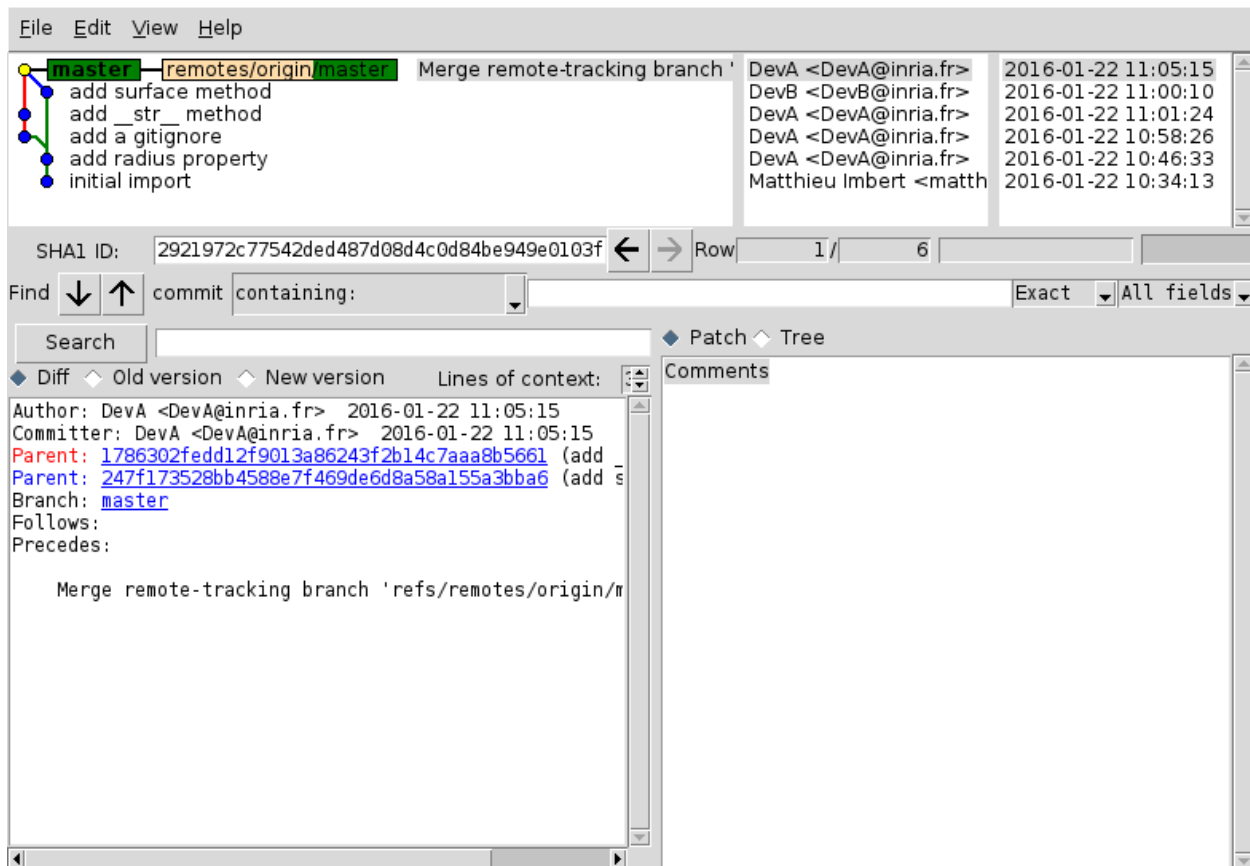 File Edit View Help
master remotes/origin/master Merge remote-tracking branch ' DevA <DevA@inria.fr> 2016-01-22 11:05:15
add surface method DevB <DevB@inria.fr> 2016-01-22 11:00:10
add __str__ method DevA <DevA@inria.fr> 2016-01-22 11:01:24
add a gitignore DevA <DevA@inria.fr> 2016-01-22 10:58:26
add radius property DevA <DevA@inria.fr> 2016-01-22 10:46:33
initial import Matthieu Imbert <matth 2016-01-22 10:34:13
SHA1 ID: 2921972c77542ded487d08d4c0d84be949e0103f Row 1/ 6
Find commit containing: Exact All fields
Search
Patch Tree
Diff Old version New version Lines of context:
Comments
Author: DevA <DevA@inria.fr> 2016-01-22 11:05:15
Committer: DevA <DevA@inria.fr> 2016-01-22 11:05:15
Parent: 1786302fedd12f9013a86243f2b14c7aaa8b5661 (add _
Parent: 247f173528bb4588e7f469de6d8a58a155a3bba6 (add s
Branch: master
Follows:
Precedes:
Merge remote-tracking branch 'refs/remotes/origin/m